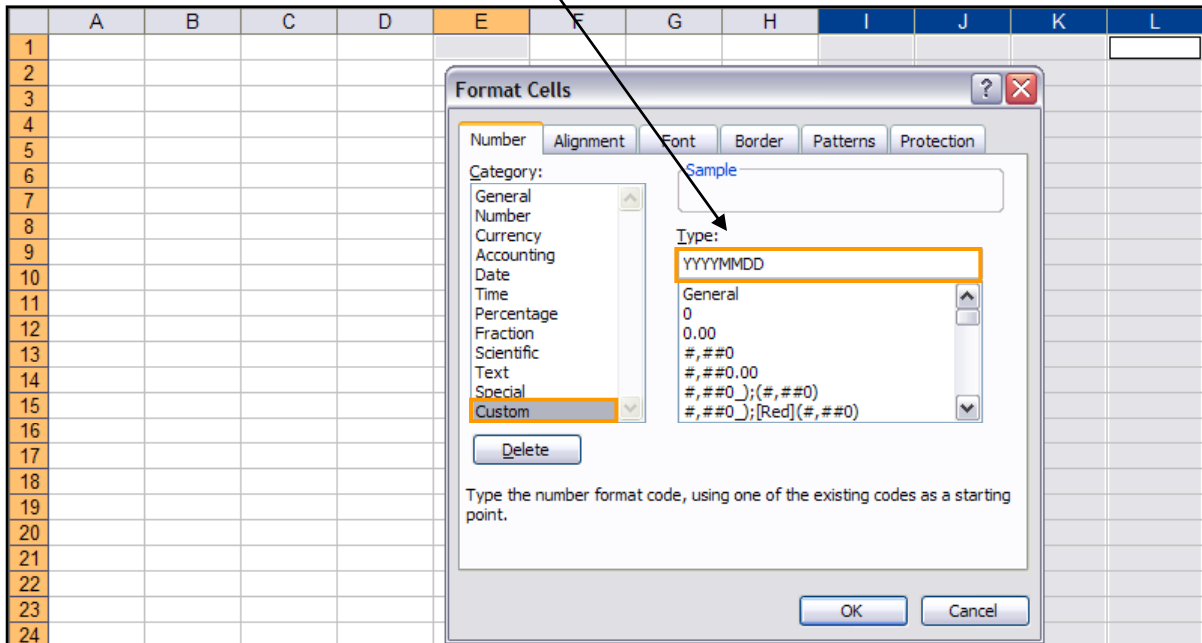 A B C D E F G H I J K L
1
2
Format Cells ?
3
4
Number Alignment Font Border Patterns Protection
5
6
Category: Sample
7
General
Number
8
Currency Type:
9
Accounting YYYYMMDD
10
Date
Time General
11
Percentage 0
12
Fraction 0.00
13
Scientific #,##0
14
Text #,##0.00
Special #,##0_);(#,##0)
15
Custom #,##0_);[Red](#,##0)
16
17
Delete
18
Type the number format code, using one of the existing codes as a starting
19
point.
20
21
22
23
OK Cancel
24